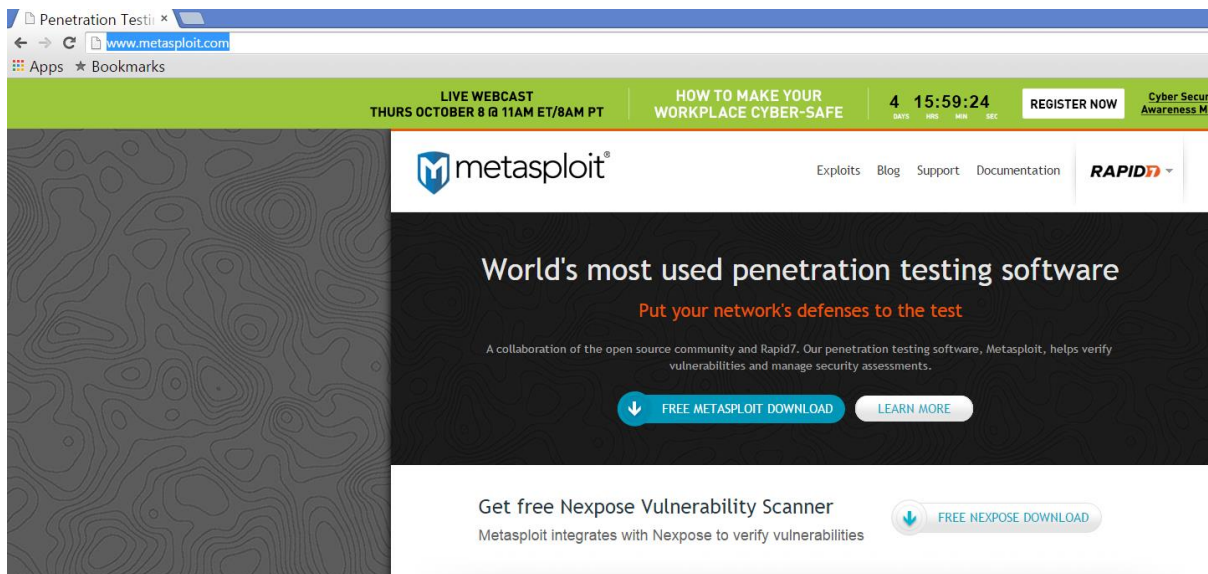 Penetration Testi
www.metasploit.com
Apps Bookmarks
LIVE WEBCAST
THURS OCTOBER 8 @ 11AM ET/8AM PT
HOW TO MAKE YOUR
WORKPLACE CYBER-SAFE
4 15:59:24
DAYS HRS MIN SEC
REGISTER NOW
Cyber Secur
Awareness M
metasploit®
Exploits Blog Support Documentation RAPID7
World's most used penetration testing software
Put your network's defenses to the test
A collaboration of the open source community and Rapid7. Our penetration testing software, Metasploit, helps verify
vulnerabilities and manage security assessments.
FREE METASPLOIT DOWNLOAD LEARN MORE
Get free Nexpose Vulnerability Scanner
Metasploit integrates with Nexpose to verify vulnerabilities
FREE NEXPOSE DOWNLOAD